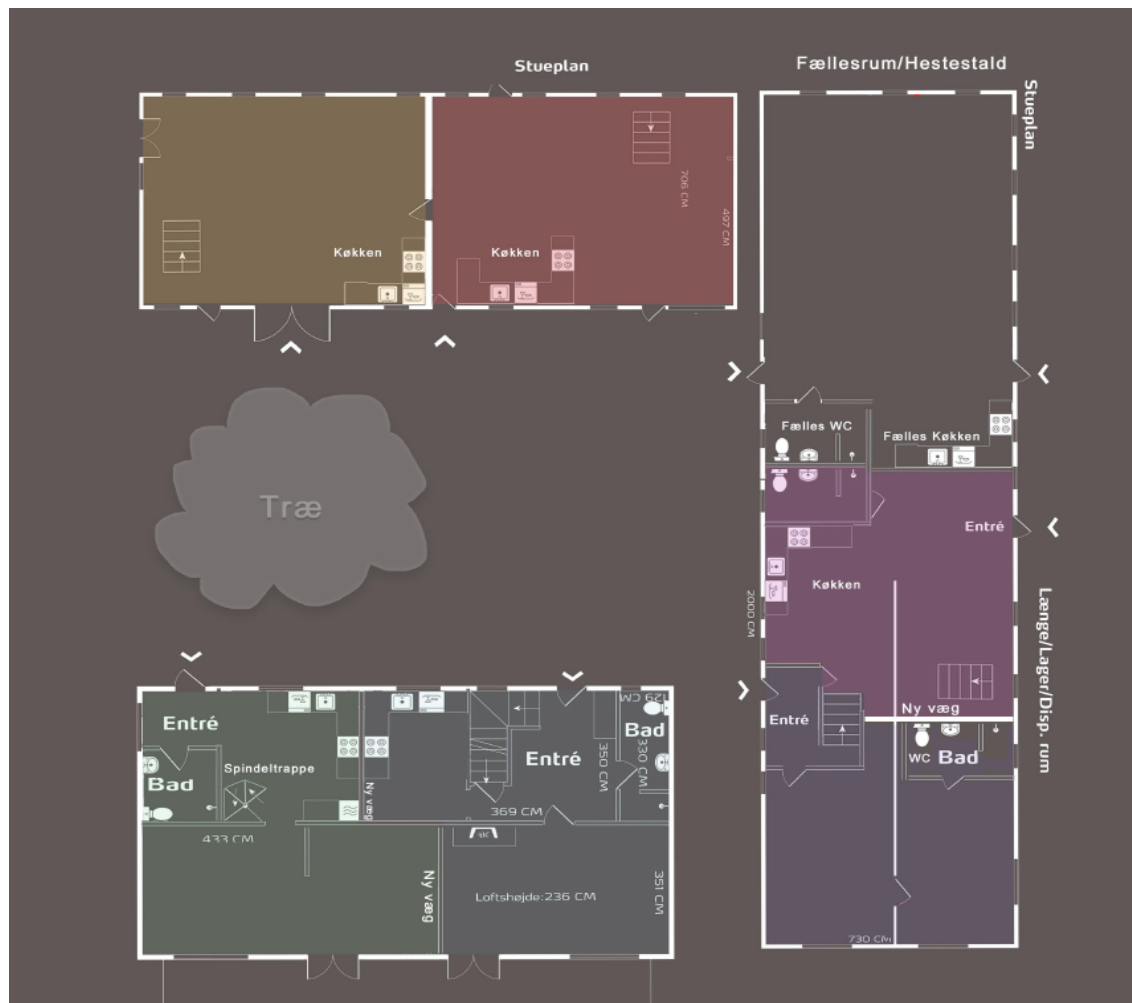 Stueplan
Fællesrum/Hestestald
Stueplan
706 CM
497 CM
Køkken
Køkken
Fælles WC
Fælles Køkken
Træ
Entré
Køkken
2000 CM
Længe/Lager/Disp. rum
Entré
Ny væg
WC
Bad
730 CM
Entré
Bad
Spindeltrappe
Ny væg
433 CM
369 CM
Entré
350 CM
Bad
129 CM
330 CM
Ny væg
Loftshøjde:236 CM
351 CM